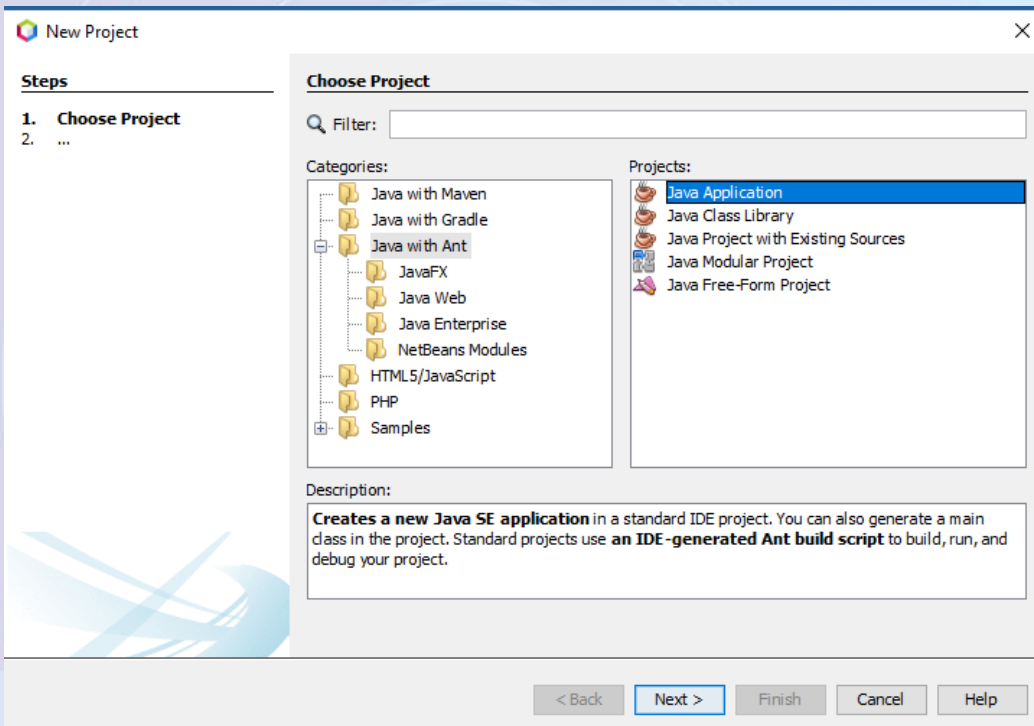 New Project
Steps
1. Choose Project
2. ...
Choose Project
Filter:
Categories:
Java with Maven
Java with Gradle
Java with Ant
JavaFX
Java Web
Java Enterprise
NetBeans Modules
HTML5/JavaScript
PHP
Samples
Projects:
Java Application
Java Class Library
Java Project with Existing Sources
Java Modular Project
Java Free-Form Project
Description:
Creates a new Java SE application in a standard IDE project. You can also generate a main
class in the project. Standard projects use an IDE-generated Ant build script to build, run, and
debug your project.
< Back
Next >
Finish
Cancel
Help